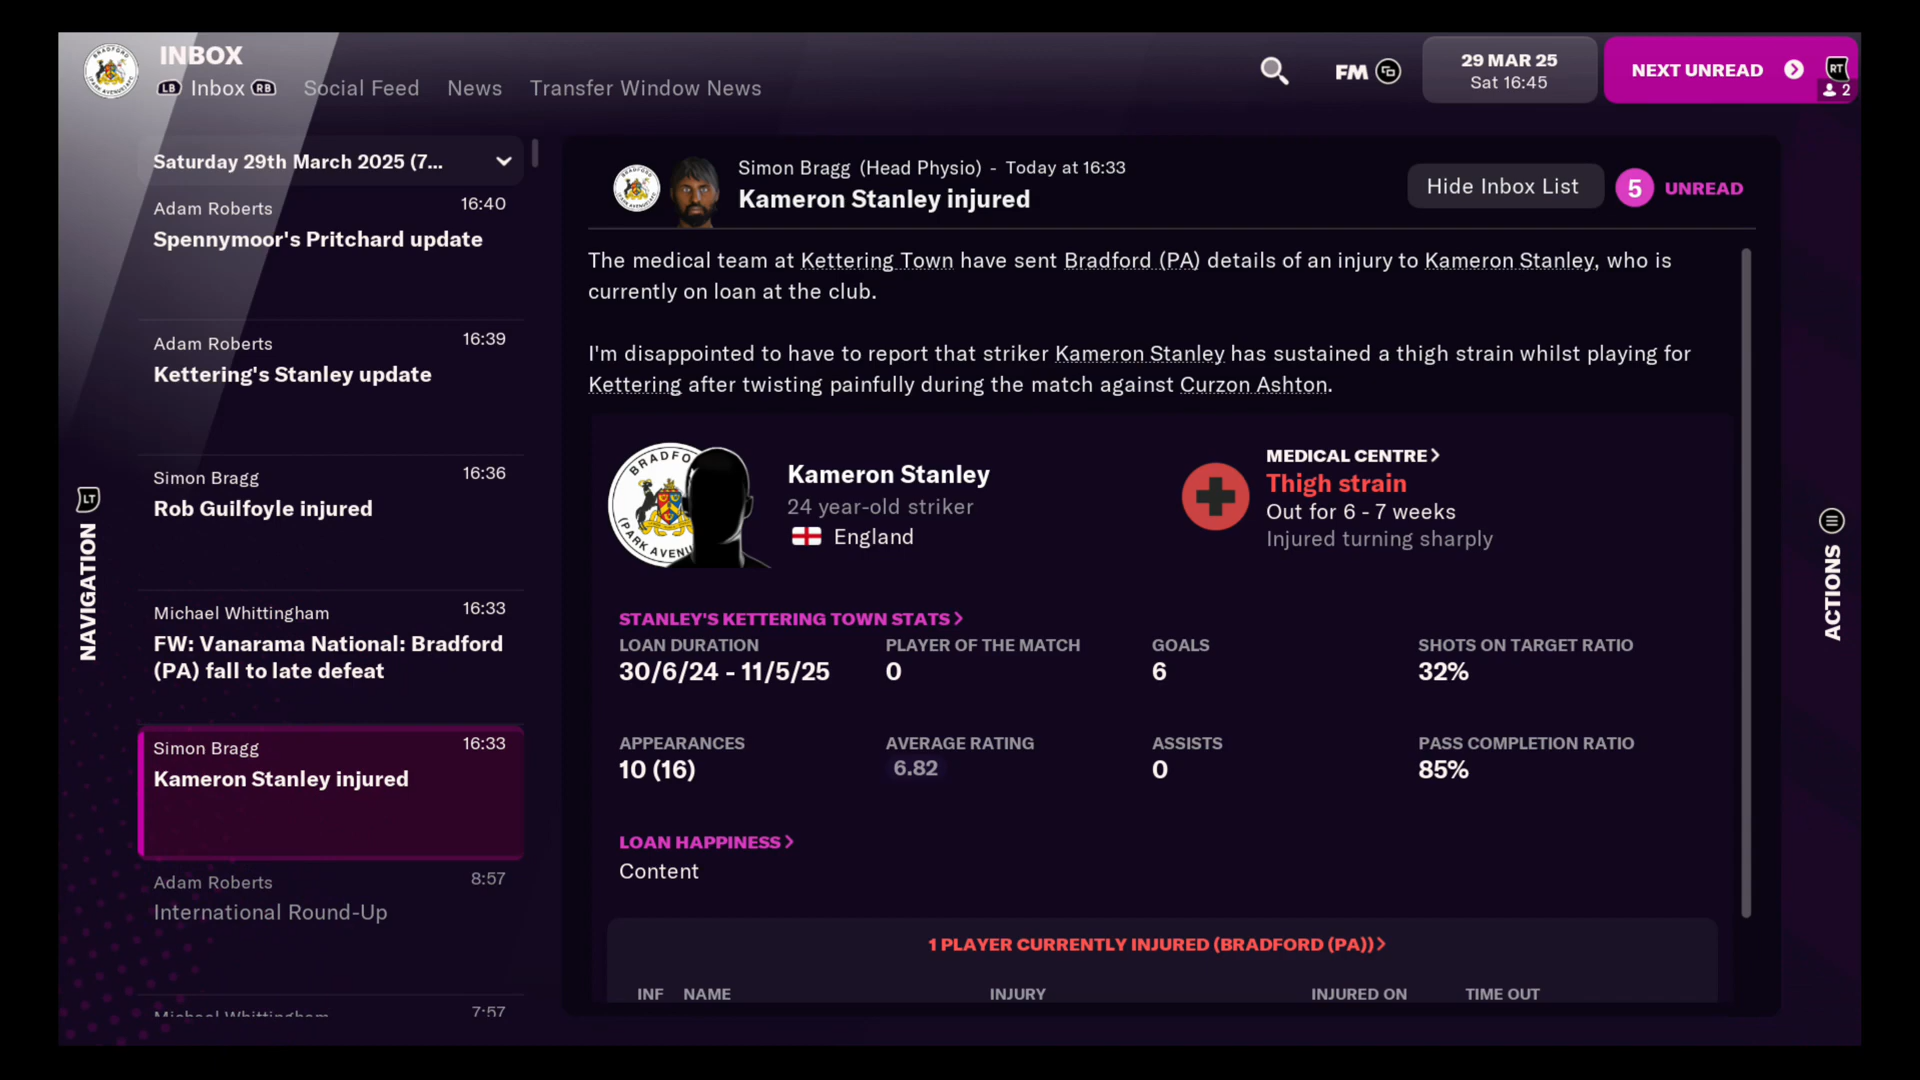 INBOX
LB Inbox RB Social Feed News Transfer Window News
FM
29 MAR 25
Sat 16:45
NEXT UNREAD
RT
2
Saturday 29th March 2025 (7...
Adam Roberts 16:40
Spennymoor's Pritchard update
Adam Roberts 16:39
Kettering's Stanley update
Simon Bragg 16:36
Rob Guilfoyle injured
Michael Whittingham 16:33
FW: Vanarama National: Bradford
(PA) fall to late defeat
Simon Bragg 16:33
Kameron Stanley injured
Adam Roberts 8:57
International Round-Up
Michael Whittingham 7:57
LT
NAVIGATION
Simon Bragg (Head Physio) - Today at 16:33
Kameron Stanley injured
Hide Inbox List
5 UNREAD
The medical team at Kettering Town have sent Bradford (PA) details of an injury to Kameron Stanley, who is
currently on loan at the club.
I'm disappointed to have to report that striker Kameron Stanley has sustained a thigh strain whilst playing for
Kettering after twisting painfully during the match against Curzon Ashton.
BRADFO
(PARK AVENU
Kameron Stanley
24 year-old striker
England
MEDICAL CENTRE
Thigh strain
Out for 6 - 7 weeks
Injured turning sharply
STANLEY'S KETTERING TOWN STATS
LOAN DURATION PLAYER OF THE MATCH GOALS SHOTS ON TARGET RATIO
30/6/24 - 11/5/25 0 6 32%
APPEARANCES AVERAGE RATING ASSISTS PASS COMPLETION RATIO
10 (16) 6.82 0 85%
LOAN HAPPINESS
Content
1 PLAYER CURRENTLY INJURED (BRADFORD (PA))
INF NAME INJURY INJURED ON TIME OUT
ACTIONS